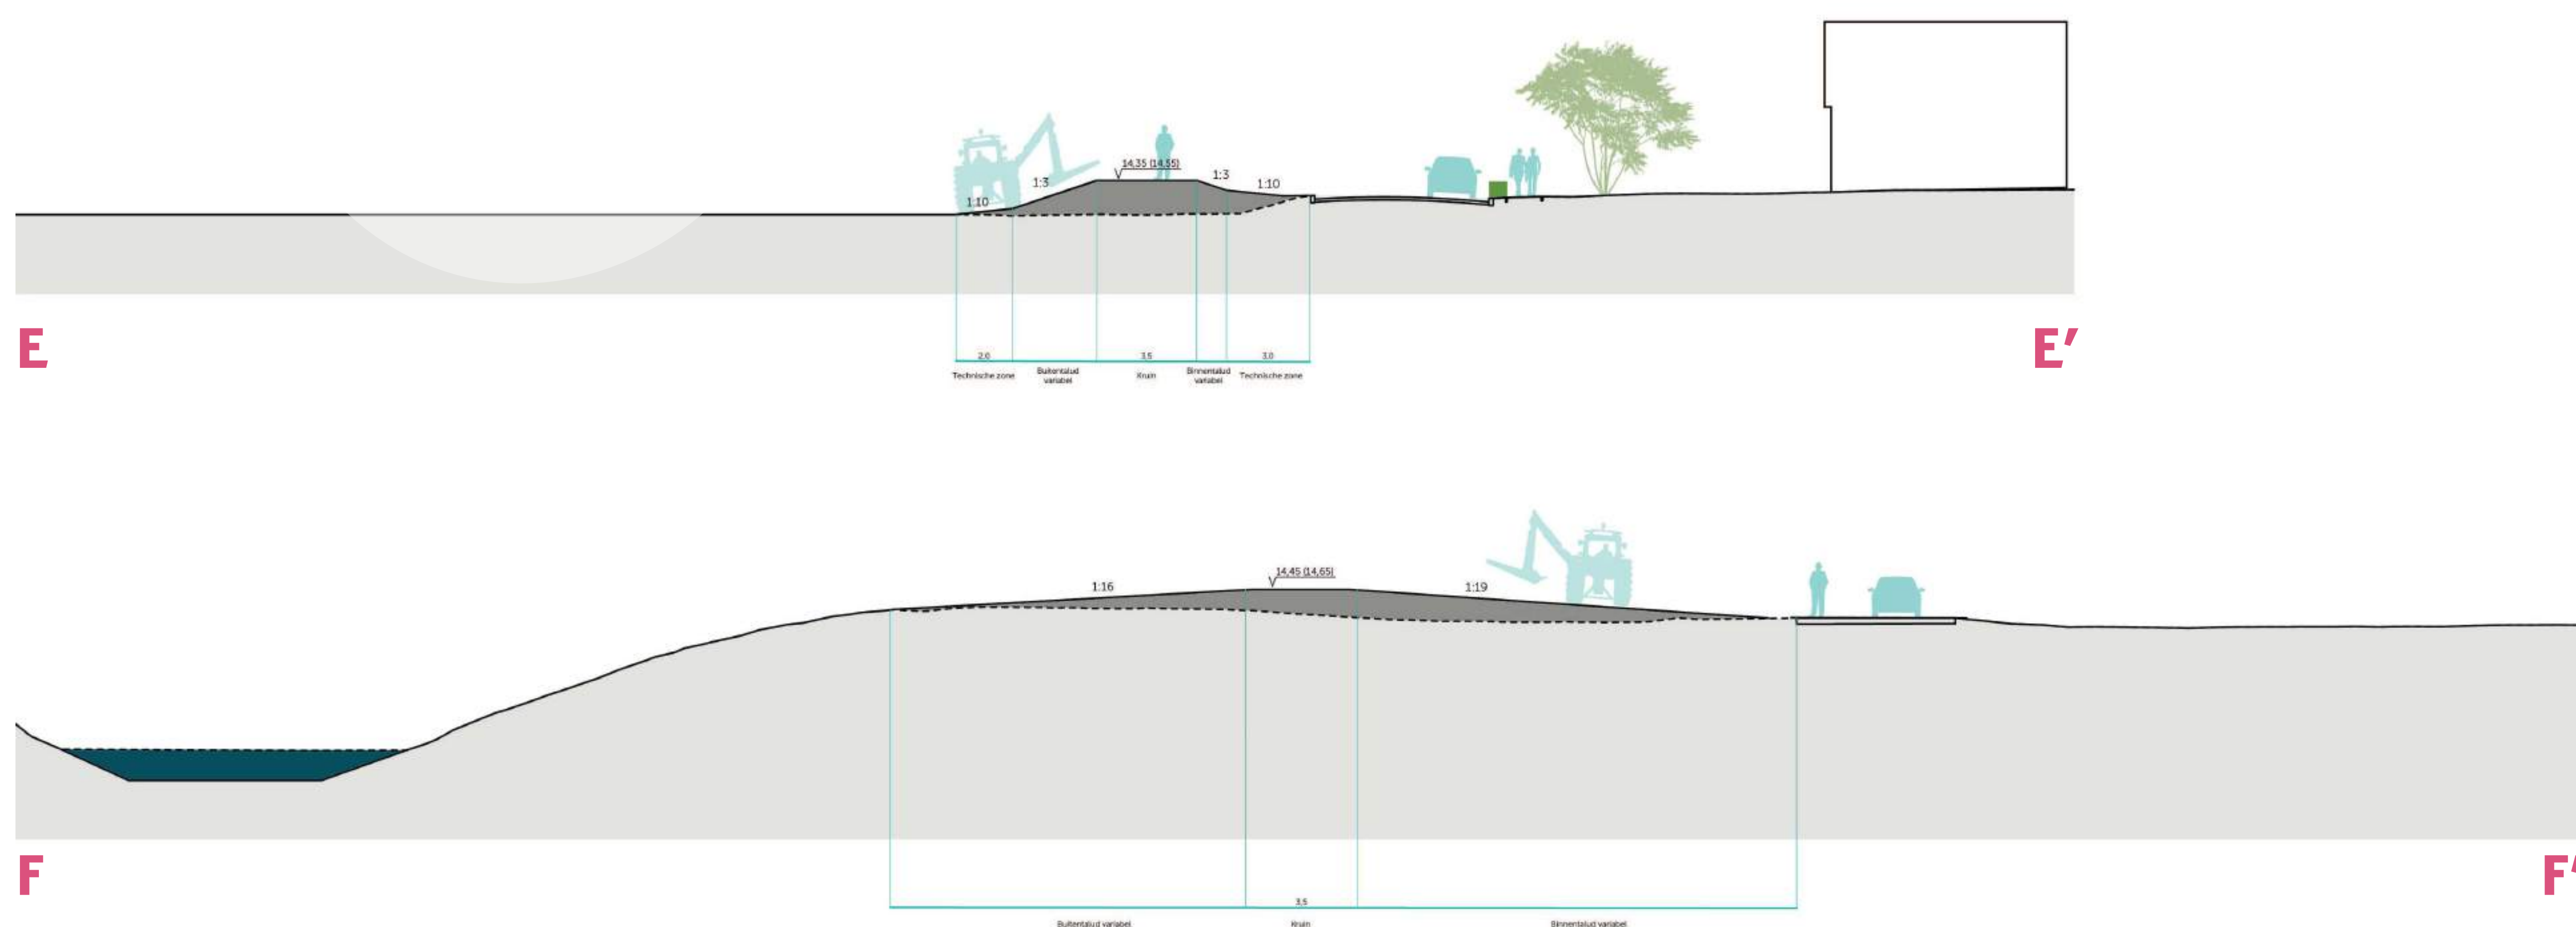 14,35 (14,55)
1:3
1:3
1:10
1:10
E
E'
2,0
3,5
3,0
Technische zone
Buitentalud
variabel
Kruin
Binnentalud
variabel
Technische zone
14,45 (14,65)
1:16
1:19
F
F'
3,5
Buitentalud variabel
Kruin
Binnentalud variabel